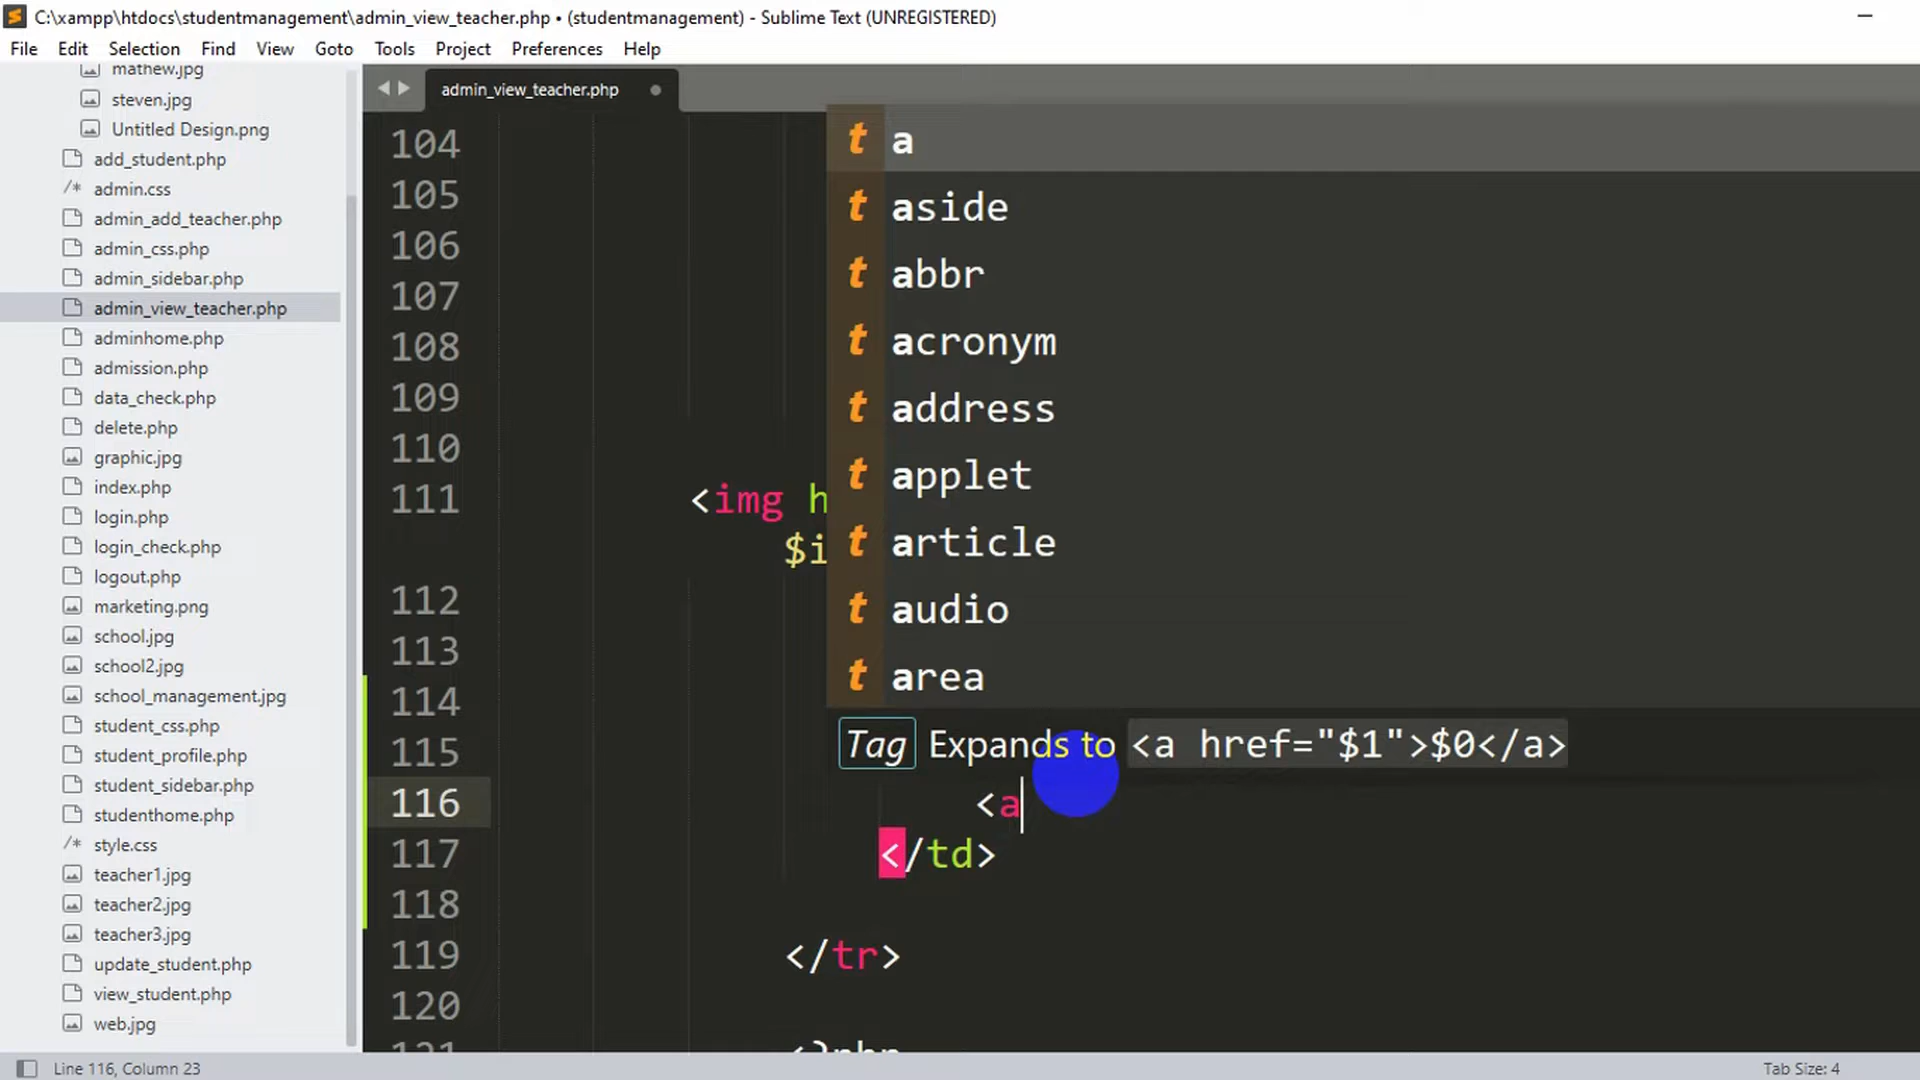 C:\xampp\htdocs\studentmanagement\admin_view_teacher.php • (studentmanagement) - Sublime Text (UNREGISTERED)
File Edit Selection Find View Goto Tools Project Preferences Help
mathew.jpg
steven.jpg
Untitled Design.png
add_student.php
/* admin.css
admin_add_teacher.php
admin_css.php
admin_sidebar.php
admin_view_teacher.php
adminhome.php
admission.php
data_check.php
delete.php
graphic.jpg
index.php
login.php
login_check.php
logout.php
marketing.png
school.jpg
school2.jpg
school_management.jpg
student_css.php
student_profile.php
student_sidebar.php
studenthome.php
/* style.css
teacher1.jpg
teacher2.jpg
teacher3.jpg
update_student.php
view_student.php
web.jpg
admin_view_teacher.php
104
105
106
107
108
109
110
111 <img h
$i
112
113
114
115
116 <a
117 </td>
118
119 </tr>
120
121 <?php
t a
t aside
t abbr
t acronym
t address
t applet
t article
t audio
t area
Tag Expands to <a href="$1">$0</a>
Line 116, Column 23
Tab Size: 4